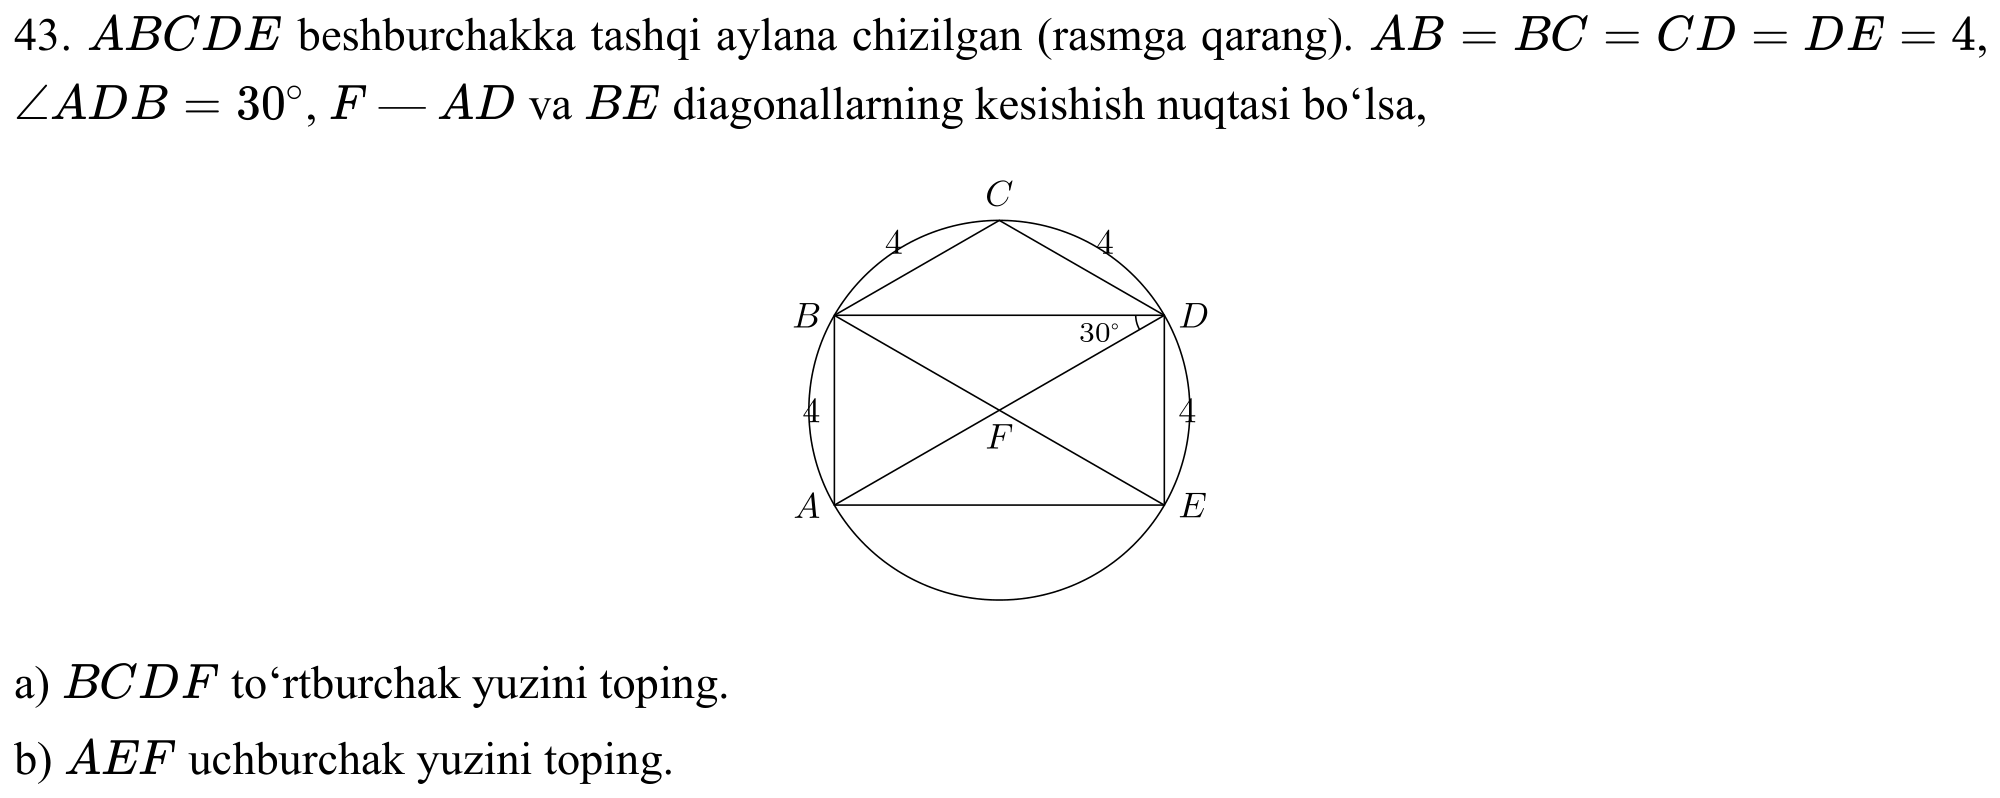 43. ABCDE beshburchakka tashqi aylana chizilgan (rasmga qarang). AB = BC = CD = DE = 4,
∠ADB = 30°, F — AD va BE diagonallarning kesishish nuqtasi bo‘lsa,
C
4 4
B D
30°
4 4
F
A E
a) BCDF to‘rtburchak yuzini toping.
b) AEF uchburchak yuzini toping.